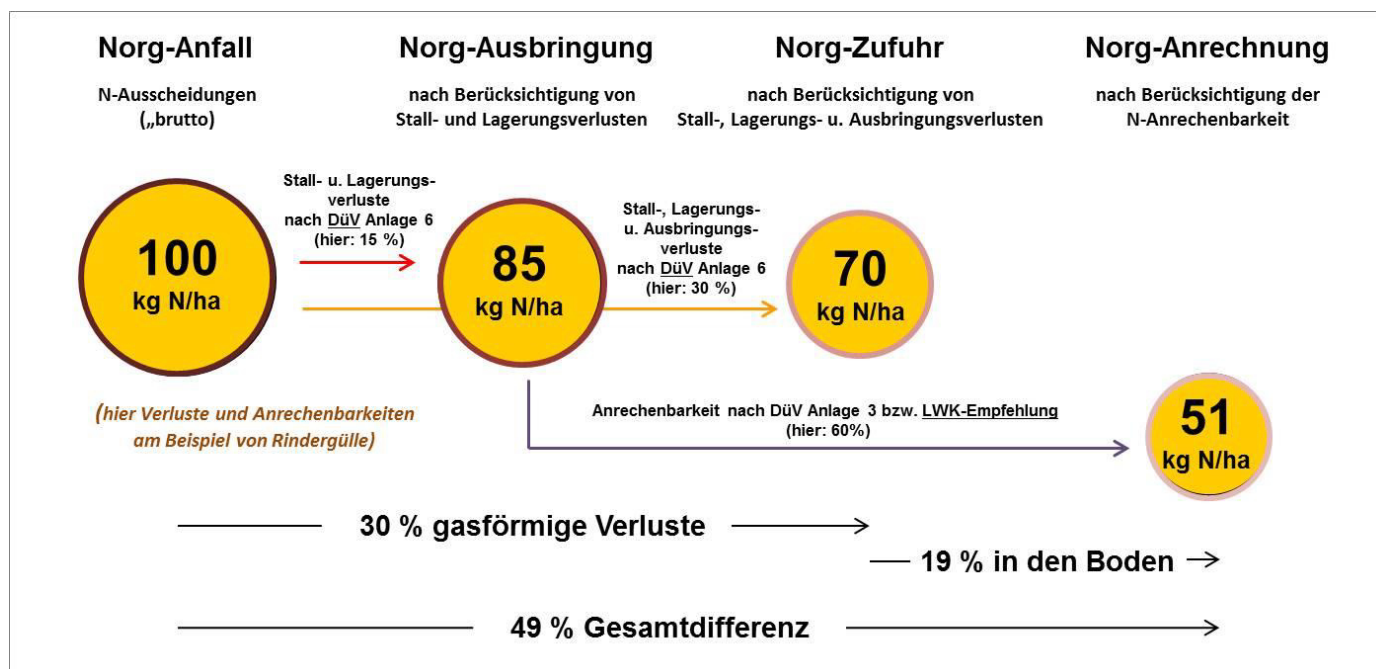 Norg-Anfall
N-Ausscheidungen
(„brutto)
Norg-Ausbringung
nach Berücksichtigung von
Stall- und Lagerungsverlusten
Norg-Zufuhr
nach Berücksichtigung von
Stall-, Lagerungs- u. Ausbringungsverlusten
Norg-Anrechnung
nach Berücksichtigung der
N-Anrechenbarkeit
100
kg N/ha
Stall- u. Lagerungs-
verluste
nach DüV Anlage 6
(hier: 15 %)
85
kg N/ha
Stall-, Lagerungs-
u. Ausbringungs-
verluste
nach DüV Anlage 6
(hier: 30 %)
70
kg N/ha
(hier Verluste und Anrechenbarkeiten
am Beispiel von Rindergülle)
Anrechenbarkeit nach DüV Anlage 3 bzw. LWK-Empfehlung
(hier: 60%)
51
kg N/ha
30 % gasförmige Verluste
19 % in den Boden
49 % Gesamtdifferenz